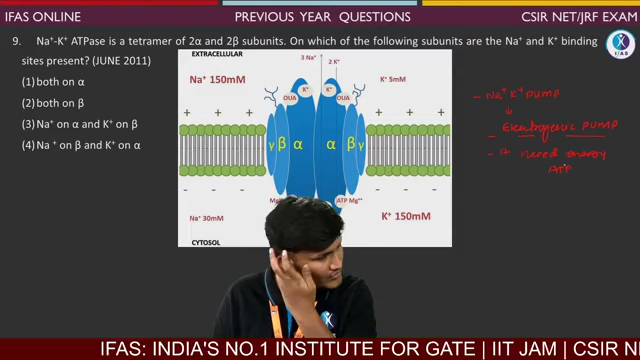 IFAS ONLINE
PREVIOUS YEAR QUESTIONS
CSIR NET/JRF EXAM
9. Na⁺-K⁺ ATPase is a tetramer of 2α and 2β subunits. On which of the following subunits are the Na⁺ and K⁺ binding
sites present? (JUNE 2011)
(1) both on α
(2) both on β
(3) Na⁺ on α and K⁺ on β
(4) Na ⁺ on β and K⁺ on α
EXTRACELLULAR
3 Na⁺
2 K⁺
Na⁺ 150mM
K⁺ 5mM
K⁺
K⁺
OUA
OUA
+ + + +
+ + + +
γ β α α β γ
- - - -
- - - -
Mg⁺⁺
ATP Mg⁺⁺
Na⁺ 30mM
K⁺ 150mM
CYTOSOL
- Na⁺ K⁺ PUMP
↓
- Electrogenic PUMP
- It need energy
ATP
IFAS
IFAS: INDIA'S NO.1 INSTITUTE FOR GATE | IIT JAM | CSIR N